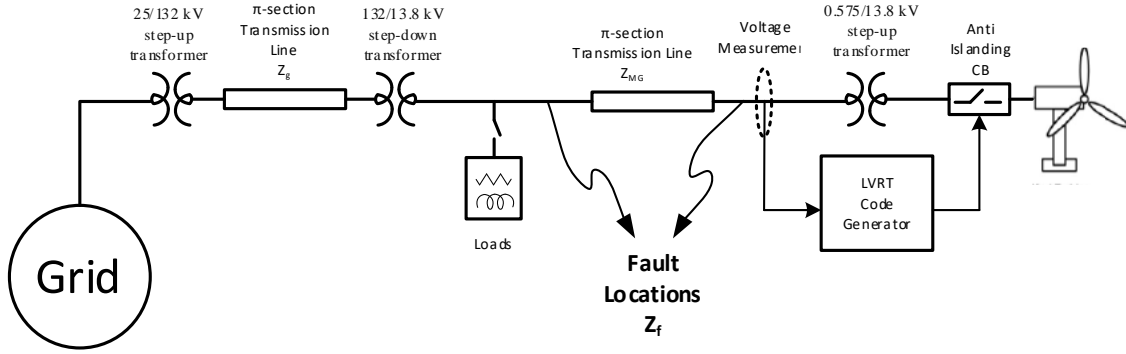 25/132 kV
step-up
transformer
π-section
Transmission
Line
Zg
132/13.8 kV
step-down
transformer
π-section
Transmission Line
ZMG
Voltage
Measuremer
0.575/13.8 kV
step-up
transformer
Anti
Islanding
CB
Grid
Loads
Fault
Locations
Zf
LVRT
Code
Generator